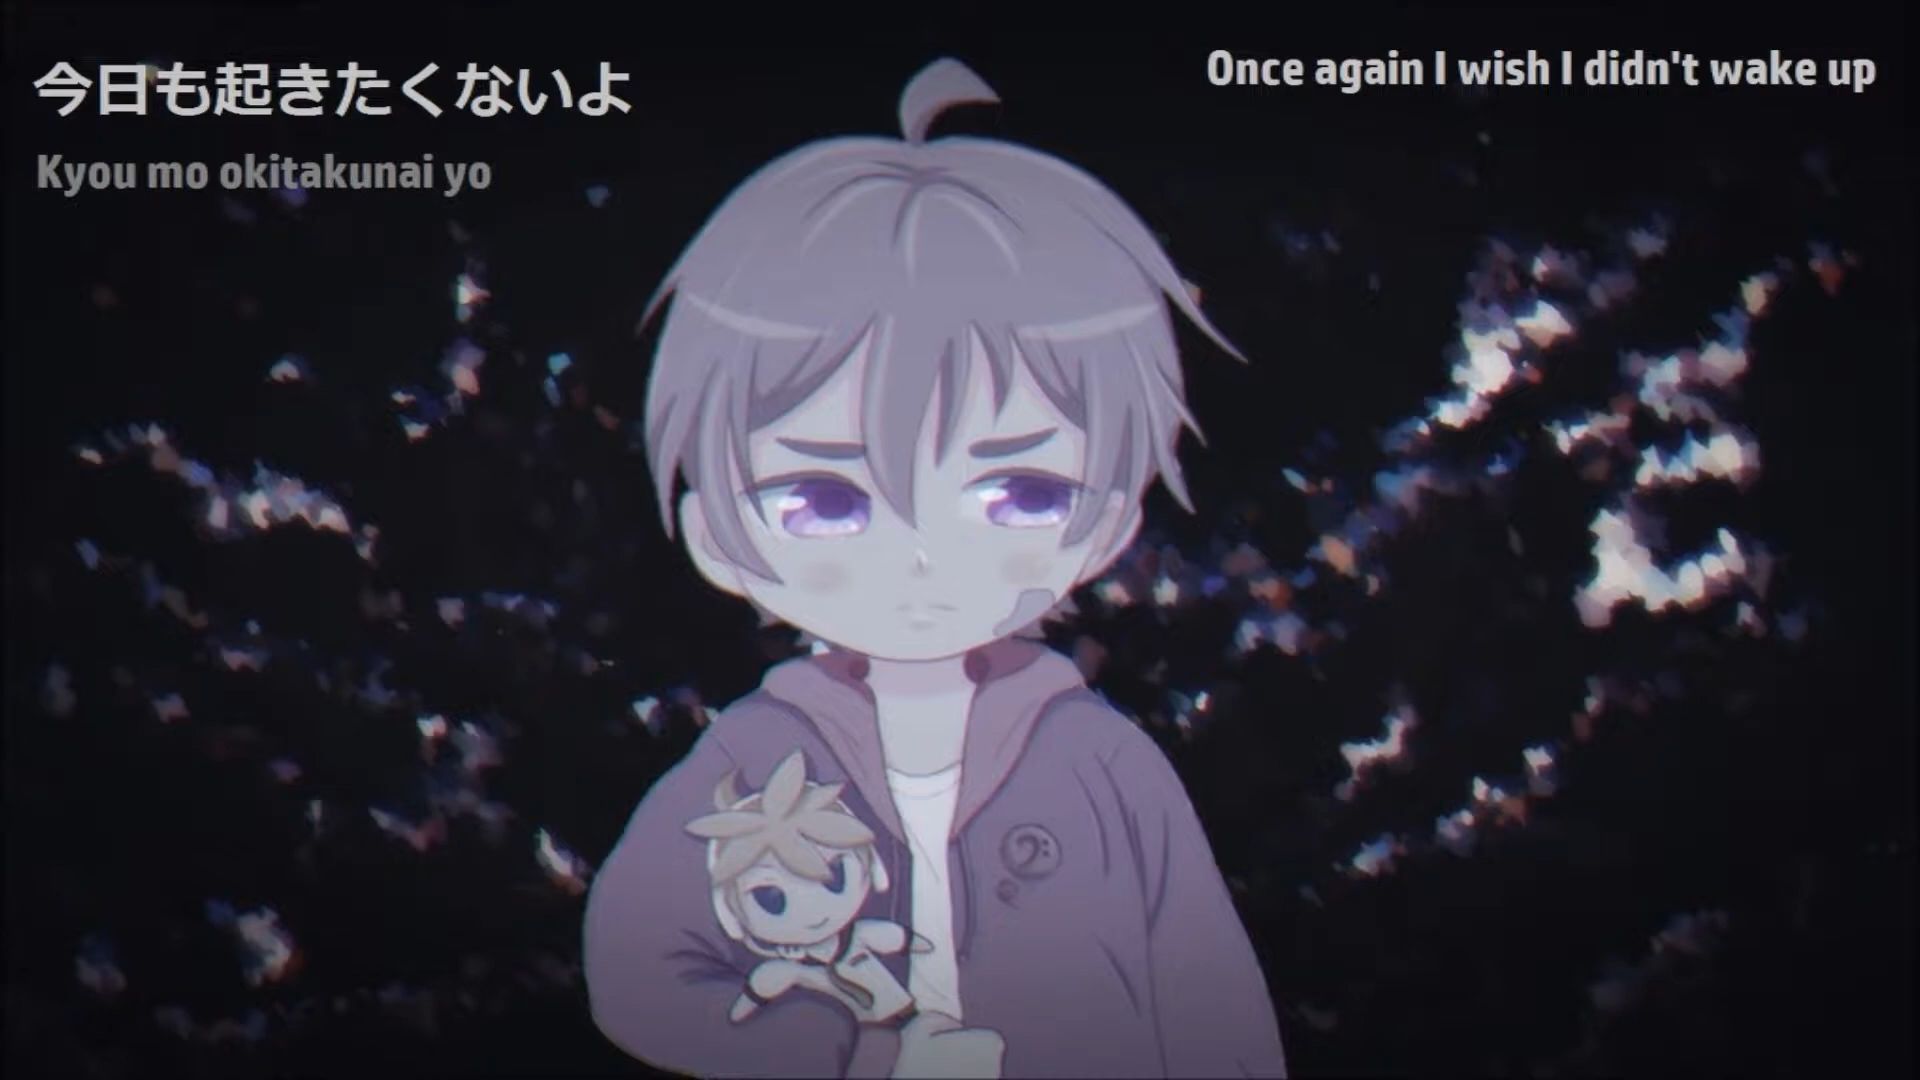 今日も起きたくないよ
Kyou mo okitakunai yo
Once again I wish I didn't wake up